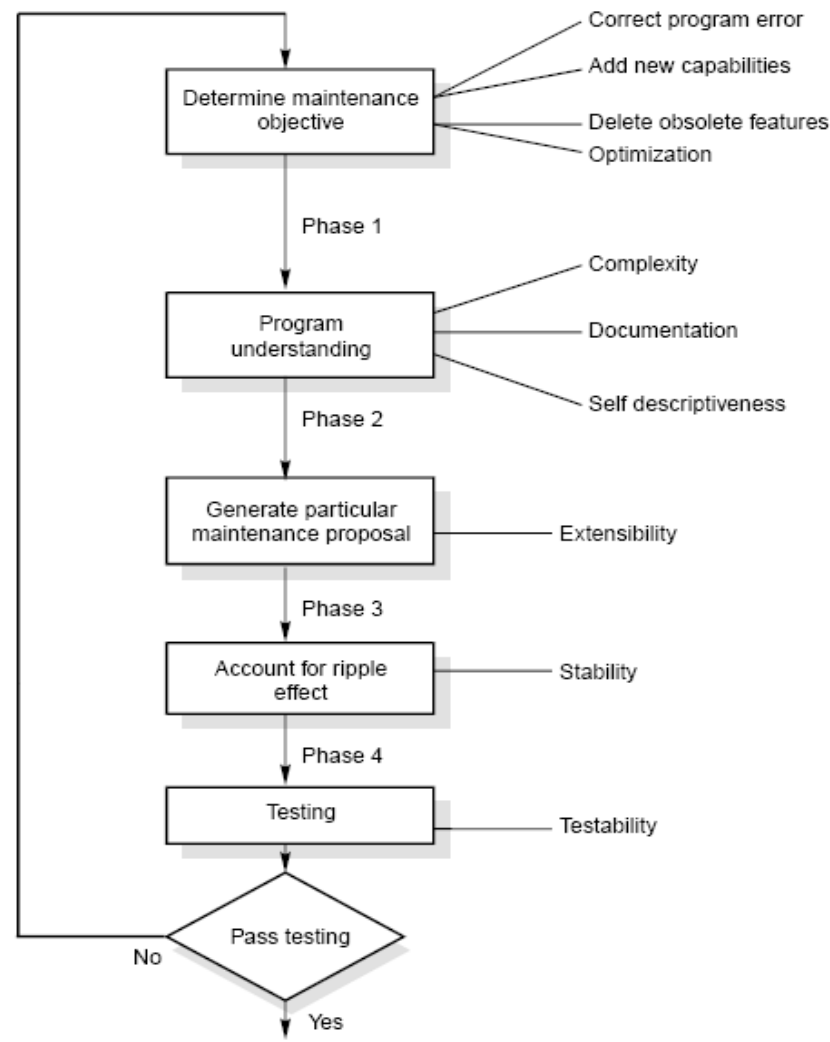 Correct program error
Add new capabilities
Determine maintenance
objective
Delete obsolete features
Optimization
Phase 1
Complexity
Program
understanding
Documentation
Self descriptiveness
Phase 2
Generate particular
maintenance proposal
Extensibility
Phase 3
Account for ripple
effect
Stability
Phase 4
Testing
Testability
Pass testing
No
Yes